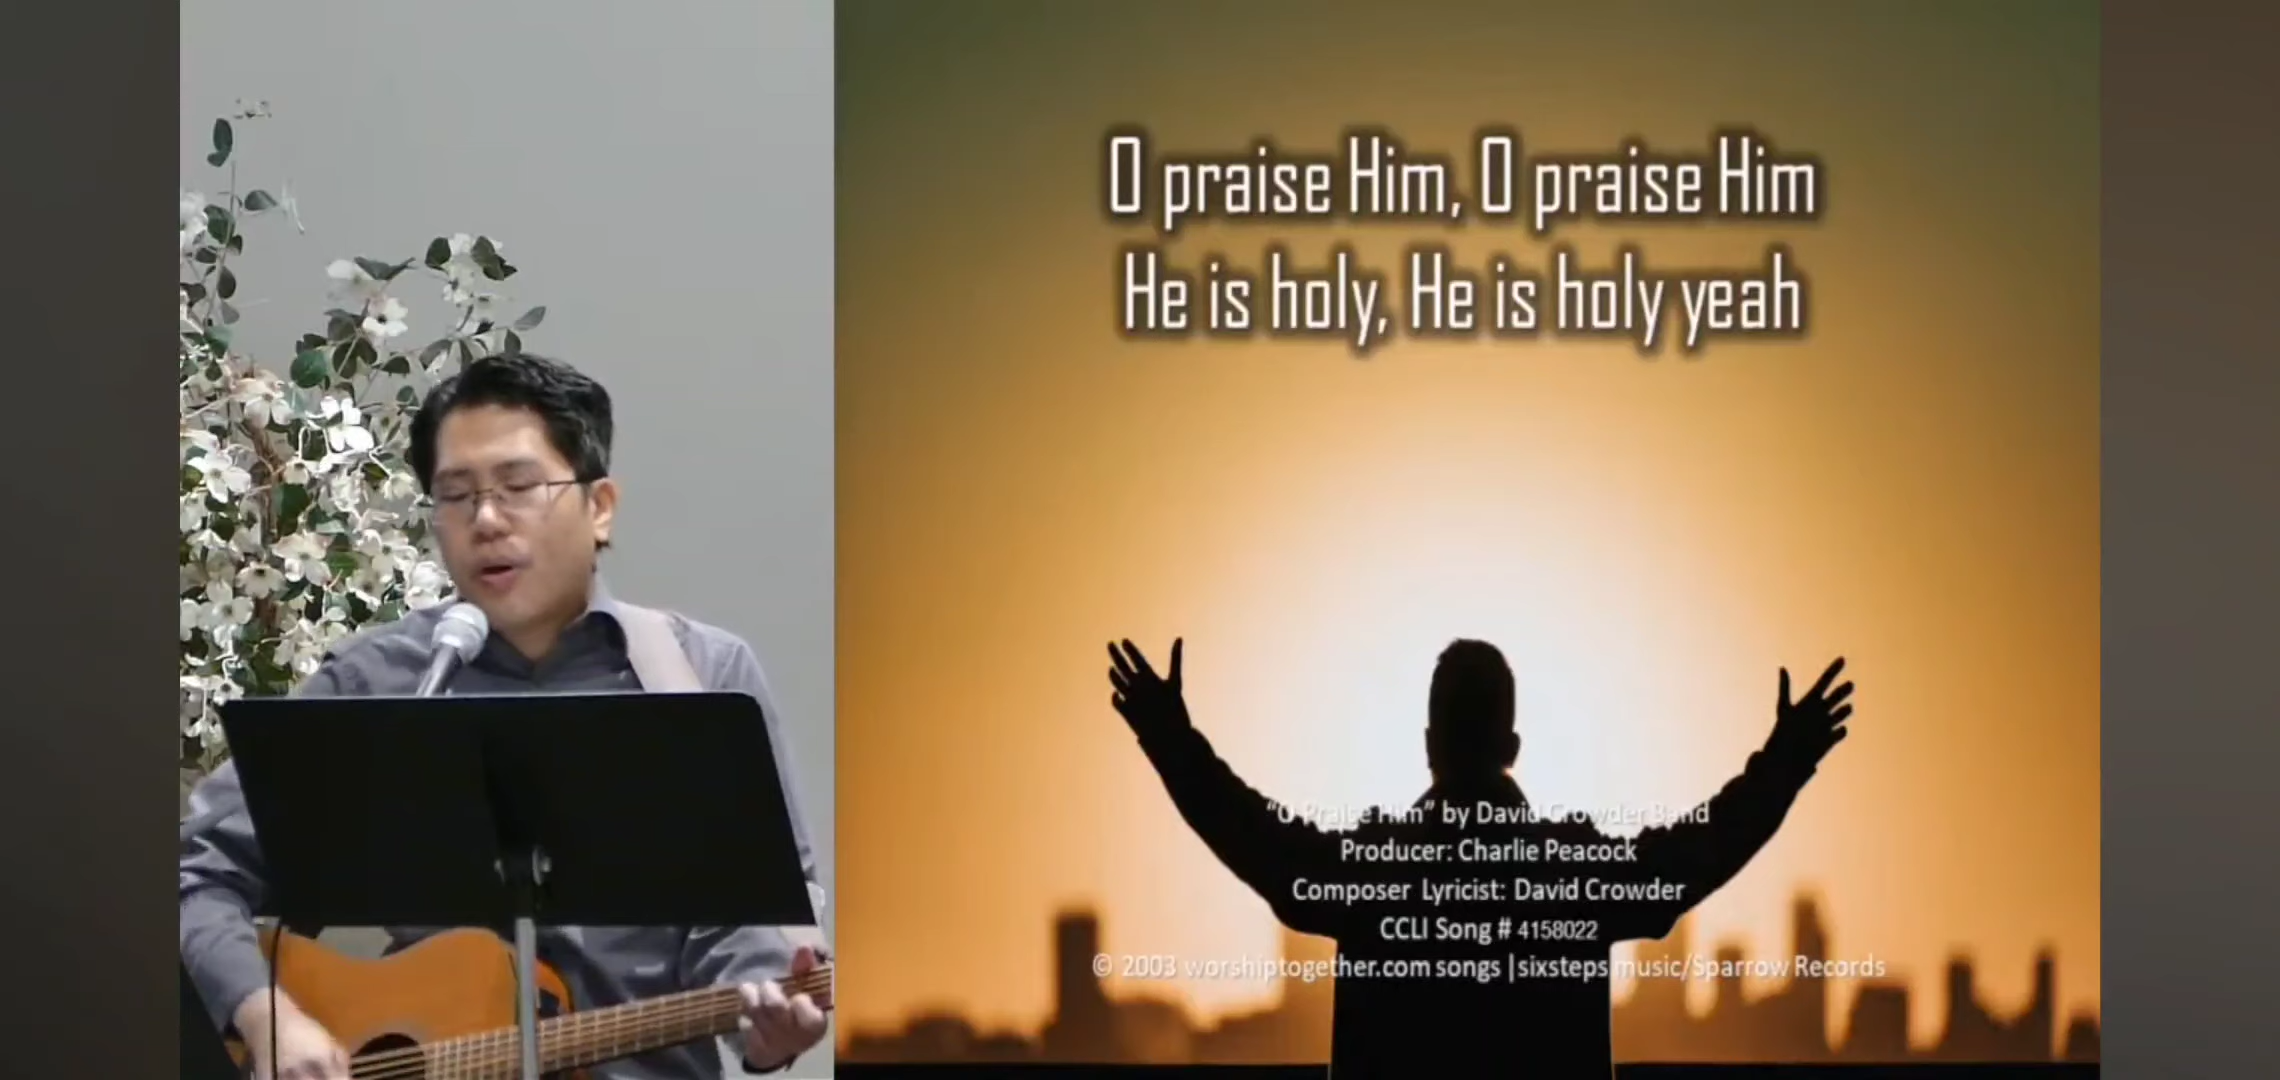 O praise Him, O praise Him
He is holy, He is holy yeah
“O Praise Him” by David Crowder Band
Producer: Charlie Peacock
Composer Lyricist: David Crowder
CCLI Song # 4158022
© 2003 worshiptogether.com songs |sixsteps music/Sparrow Records